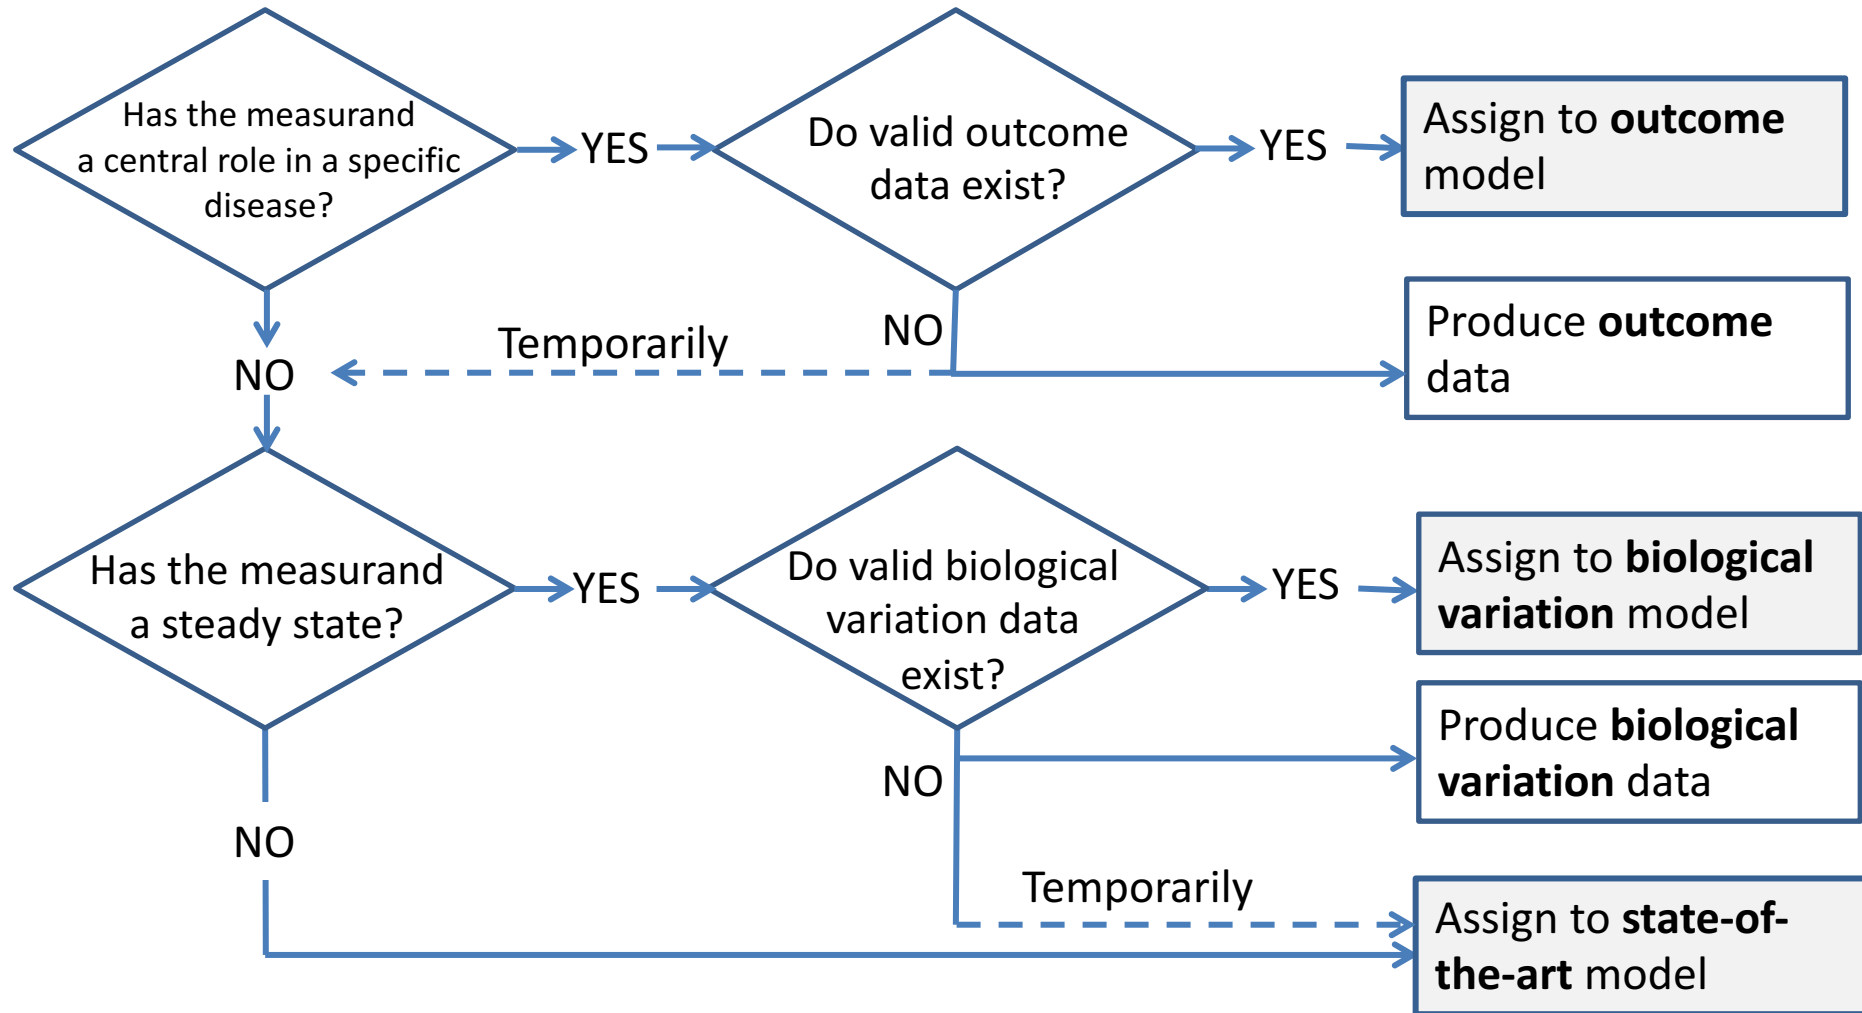 Has the measurand
a central role in a specific
disease?
YES
Do valid outcome
data exist?
YES
Assign to outcome
model
NO
Temporarily
NO
Produce outcome
data
Has the measurand
a steady state?
YES
Do valid biological
variation data
exist?
YES
Assign to biological
variation model
NO
Produce biological
variation data
NO
Temporarily
Assign to state-of-
the-art model